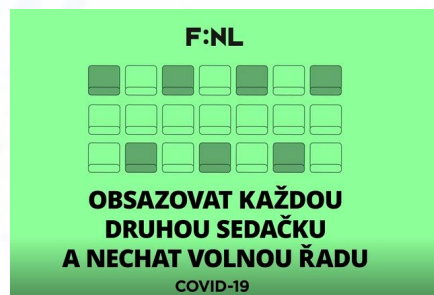 F:NL
OBSAZOVAT KAŽDOU
DRUHOU SEDAČKU
A NECHAT VOLNOU ŘADU
COVID-19